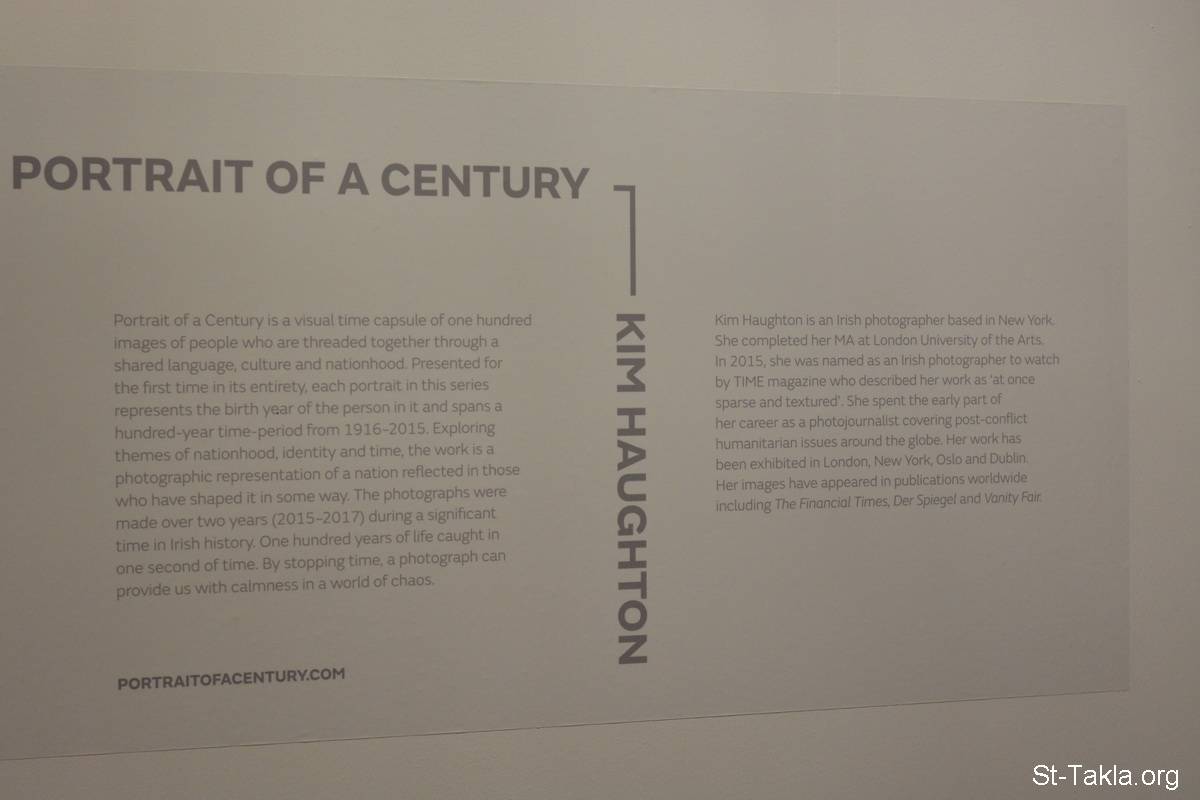 PORTRAIT OF A CENTURY
Portrait of a Century is a visual time capsule of one hundred
images of people who are threaded together through a
shared language, culture and nationhood. Presented for
the first time in its entirety, each portrait in this series
represents the birth year of the person in it and spans a
hundred-year time-period from 1916-2015. Exploring
themes of nationhood, identity and time, the work is a
photographic representation of a nation reflected in those
who have shaped it in some way. The photographs were
made over two years (2015-2017) during a significant
time in Irish history. One hundred years of life caught in
one second of time. By stopping time, a photograph can
provide us with calmness in a world of chaos.
PORTRAITOFACENTURY.COM
KIM HAUGHTON
Kim Haughton is an Irish photographer based in New York.
She completed her MA at London University of the Arts.
In 2015, she was named as an Irish photographer to watch
by TIME magazine who described her work as ‘at once
sparse and textured’. She spent the early part of
her career as a photojournalist covering post-conflict
humanitarian issues around the globe. Her work has
been exhibited in London, New York, Oslo and Dublin.
Her images have appeared in publications worldwide
including The Financial Times, Der Spiegel and Vanity Fair.
St-Takla.org